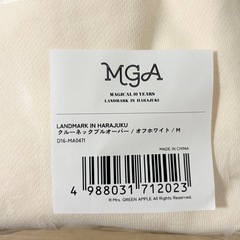 MGA
MAGICAL 10 YEARS
LANDMARK IN HARAJUKU
LANDMARK IN HARAJUKU
クルーネックプルオーバー / オフホワイト / M
D16-MA0471
MADE IN CHINA
4 988031 712023
© Mrs. GREEN APPLE All Rights Reserved.